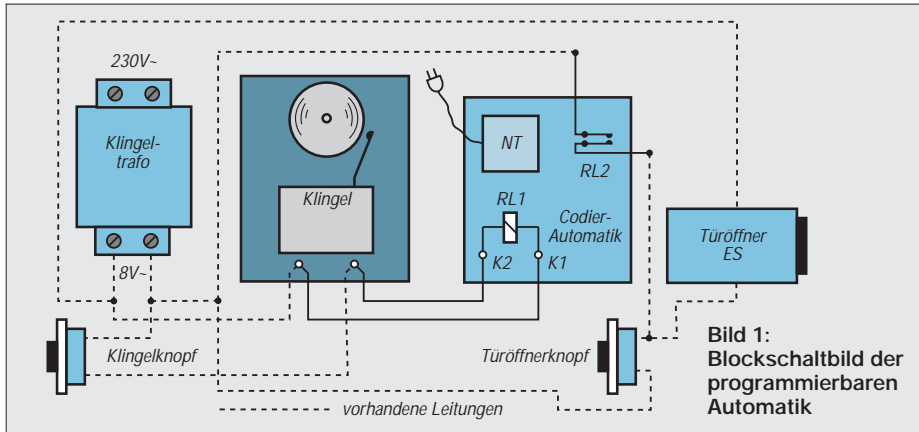 230V~
Klingel-
trafo
8V~
Klingel
NT
RL2
RL1
Codier-
Automatik
K2
K1
Türöffner
ES
Klingelknopf
Türöffnerknopf
vorhandene Leitungen
Bild 1:
Blockschaltbild der
programmierbaren
Automatik